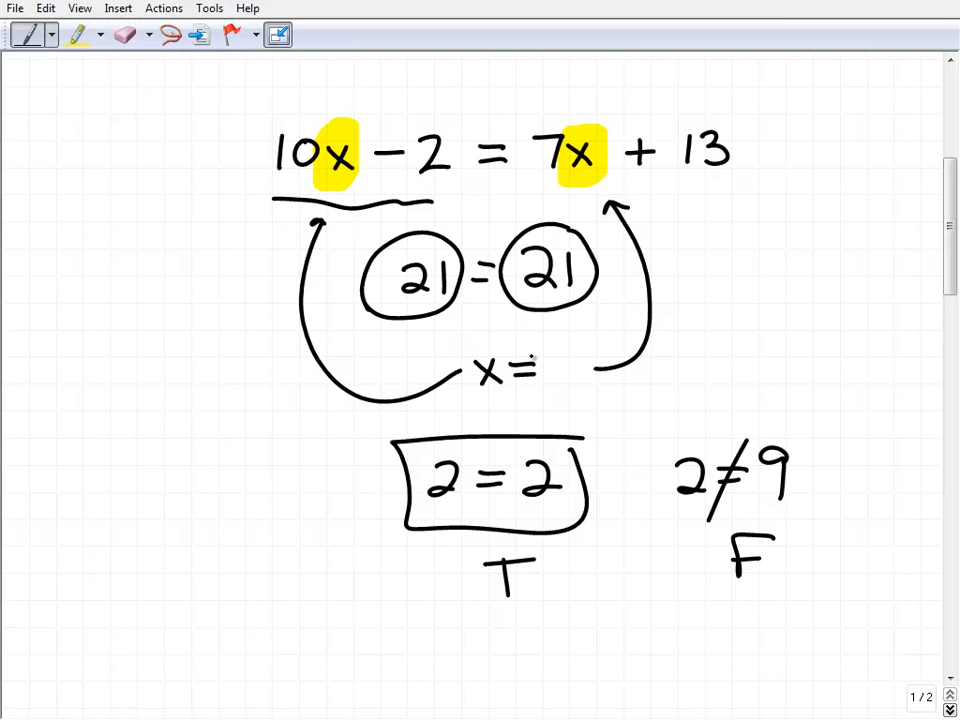 File Edit View Insert Actions Tools Help
10x - 2 = 7x + 13
21 = 21
x =
2 = 2 2 ≠ 9
T F
1 / 2